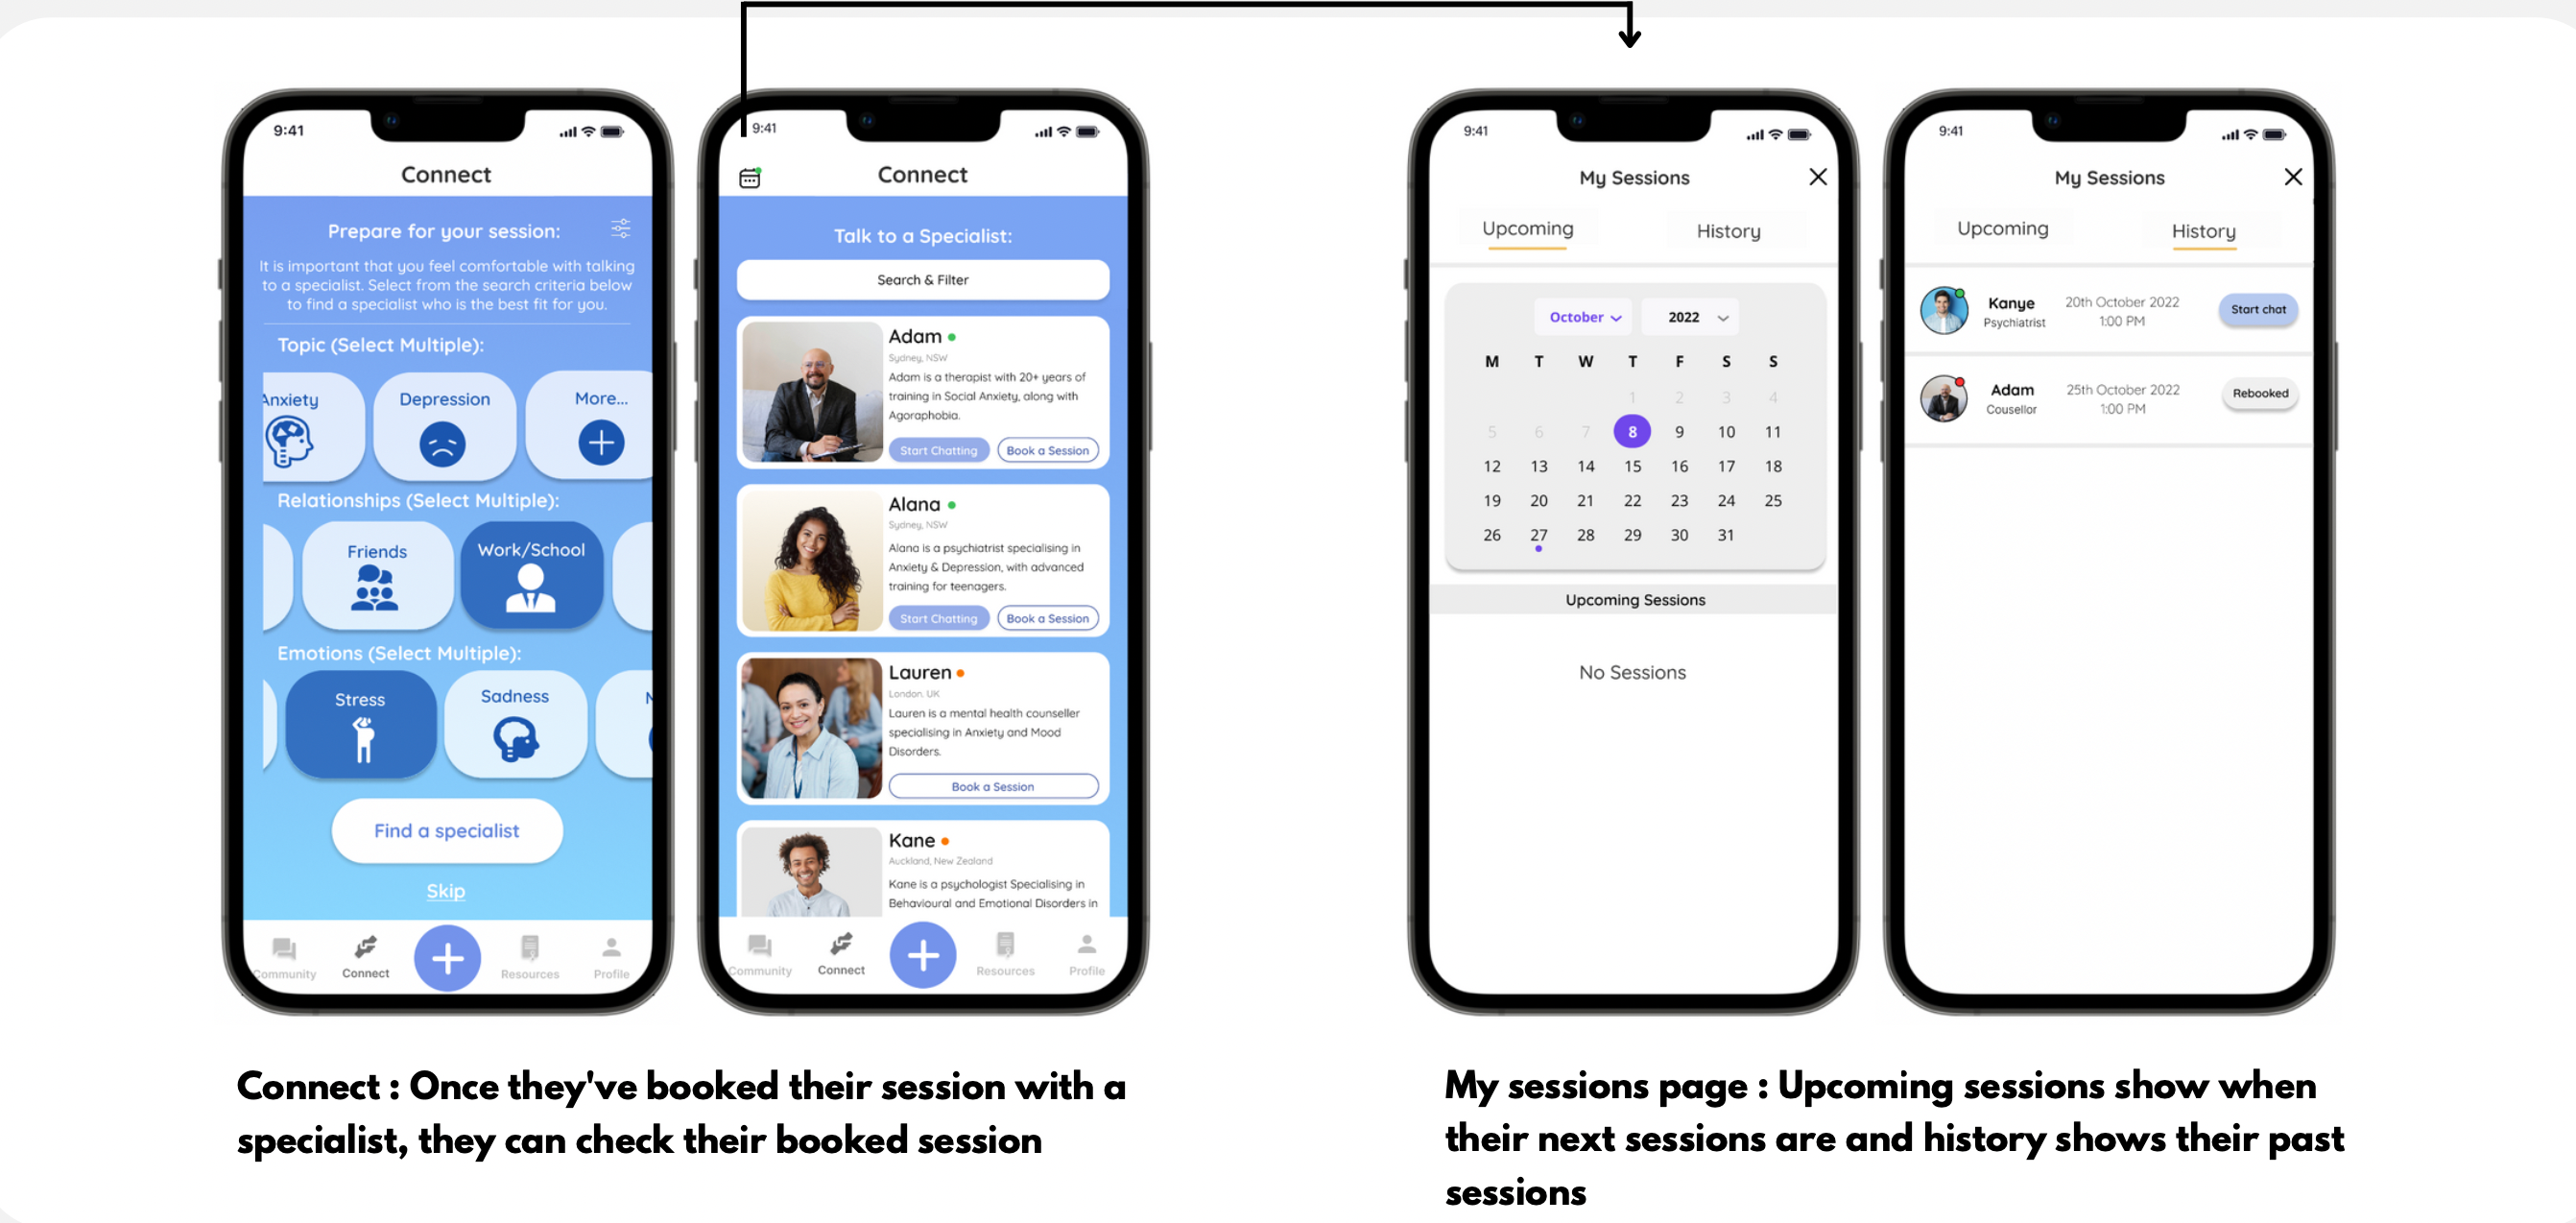 9:41
Connect
Prepare for your session:
It is important that you feel comfortable with talking
to a specialist. Select from the search criteria below
to find a specialist who is the best fit for you.
Topic (Select Multiple):
Anxiety
Depression
More...
Relationships (Select Multiple):
Friends
Work/School
Emotions (Select Multiple):
Stress
Sadness
Find a specialist
Skip
Community
Connect
Resources
Profile
9:41
Connect
Talk to a Specialist:
Search & Filter
Adam
Sydney, NSW
Adam is a therapist with 20+ years of
training in Social Anxiety, along with
Agoraphobia.
Start Chatting
Book a Session
Alana
Sydney, NSW
Alana is a psychiatrist specialising in
Anxiety & Depression, with advanced
training for teenagers.
Start Chatting
Book a Session
Lauren
London. UK
Lauren is a mental health counseller
specialising in Anxiety and Mood
Disorders.
Book a Session
Kane
Auckland, New Zealand
Kane is a psychologist Specialising in
Behavioural and Emotional Disorders in
Community
Connect
Resources
Profile
Connect : Once they've booked their session with a
specialist, they can check their booked session
9:41
My Sessions
Upcoming
History
October
2022
M T W T F S S
1 2 3 4
5 6 7 8 9 10 11
12 13 14 15 16 17 18
19 20 21 22 23 24 25
26 27 28 29 30 31
Upcoming Sessions
No Sessions
9:41
My Sessions
Upcoming
History
Kanye
Psychiatrist
20th October 2022
1:00 PM
Start chat
Adam
Cousellor
25th October 2022
1:00 PM
Rebooked
My sessions page : Upcoming sessions show when
their next sessions are and history shows their past
sessions